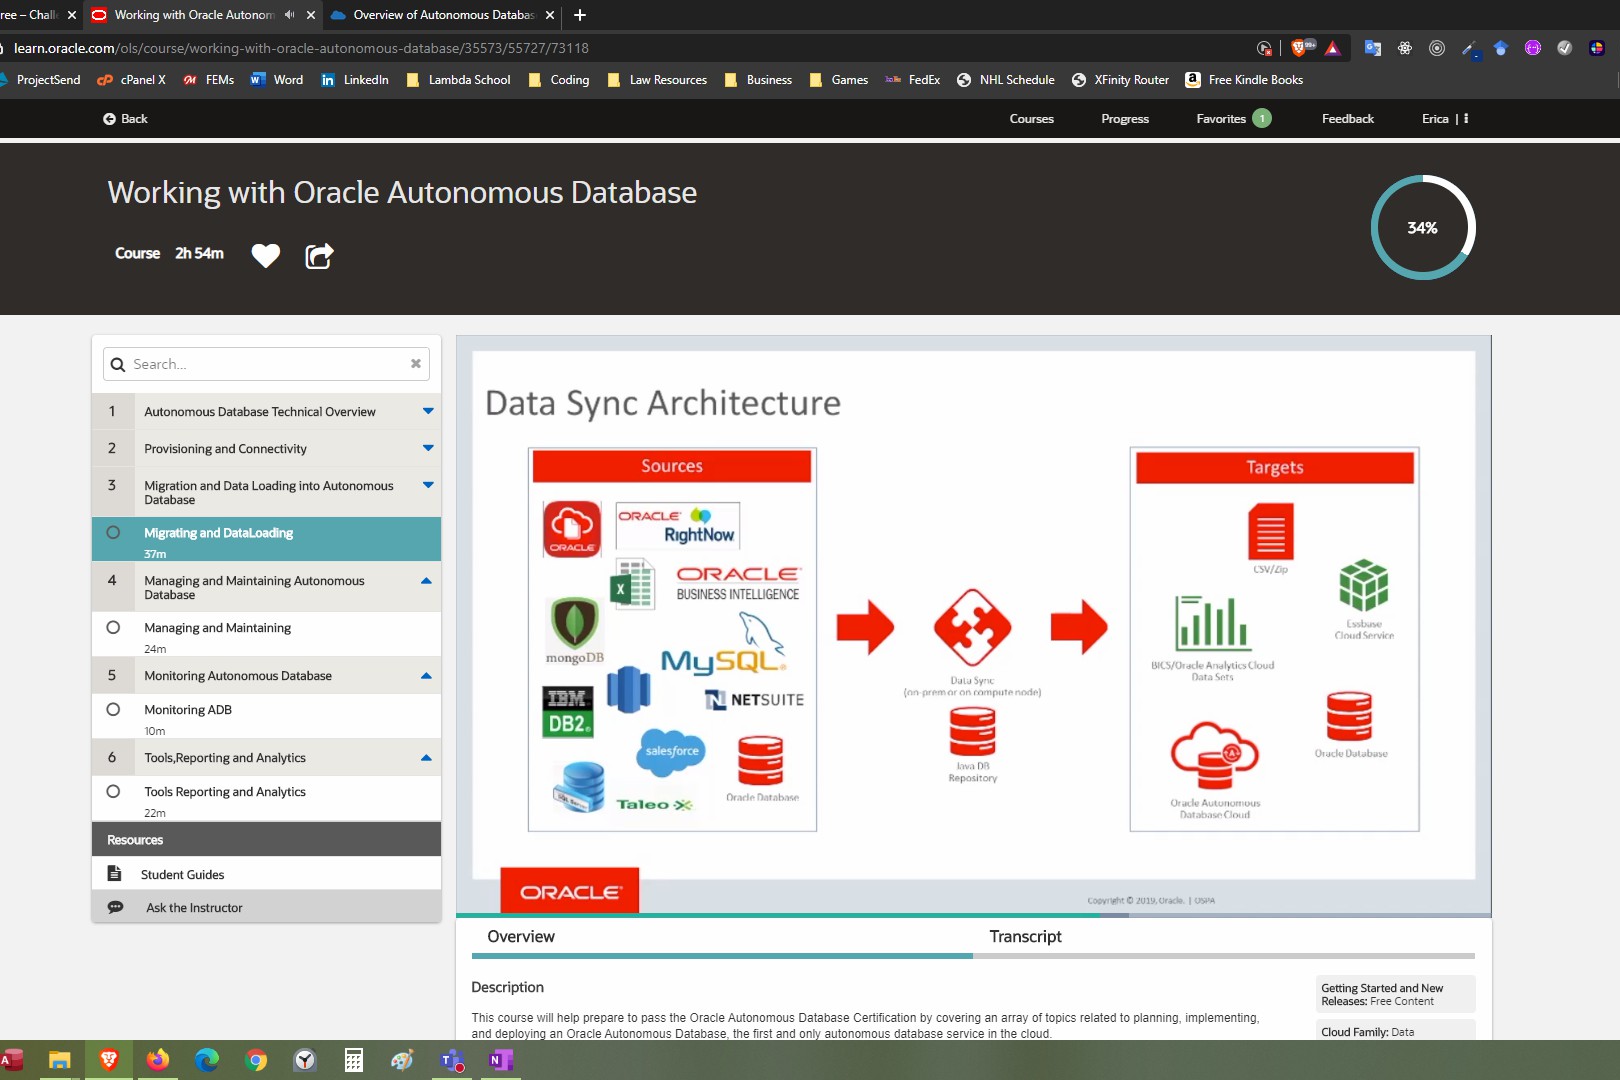 ree – Chall
Working with Oracle Autonom
Overview of Autonomous Databas
learn.oracle.com/ols/course/working-with-oracle-autonomous-database/35573/55727/73118
99+
ProjectSend
cPanel X
FEMs
Word
LinkedIn
Lambda School
Coding
Law Resources
Business
Games
FedEx
NHL Schedule
XFinity Router
Free Kindle Books
Back
Courses
Progress
Favorites 1
Feedback
Erica |
Working with Oracle Autonomous Database
Course 2h 54m
34%
Search...
1 Autonomous Database Technical Overview
2 Provisioning and Connectivity
3 Migration and Data Loading into Autonomous
Database
Migrating and DataLoading
37m
4 Managing and Maintaining Autonomous
Database
Managing and Maintaining
24m
5 Monitoring Autonomous Database
Monitoring ADB
10m
6 Tools,Reporting and Analytics
Tools Reporting and Analytics
22m
Resources
Student Guides
Ask the Instructor
Data Sync Architecture
Sources
ORACLE
ORACLE
RightNow
X
ORACLE
BUSINESS INTELLIGENCE
mongoDB
MySQL
IBM
DB2
N NETSUITE
salesforce
SQL Server
Taleo
Oracle Database
Data Sync
(on-prem or on compute node)
Java DB
Repository
Targets
CSV/Zip
Essbase
Cloud Service
BICS/Oracle Analytics Cloud
Data Sets
Oracle Database
Oracle Autonomous
Database Cloud
ORACLE
Copyright © 2019, Oracle. | OSPA
Overview
Transcript
Description
This course will help prepare to pass the Oracle Autonomous Database Certification by covering an array of topics related to planning, implementing,
and deploying an Oracle Autonomous Database, the first and only autonomous database service in the cloud.
Getting Started and New
Releases: Free Content
Cloud Family: Data